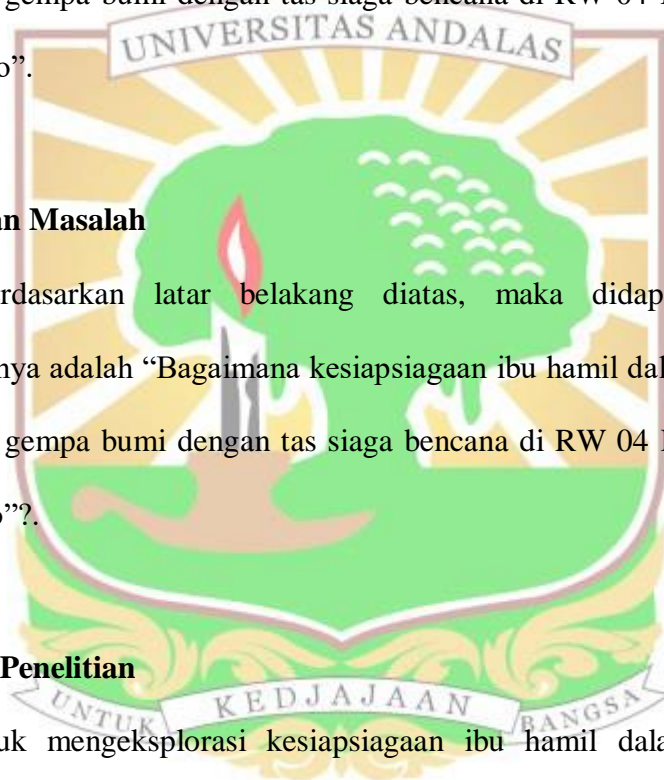 gempa bumi dengan tas siaga bencana di RW 04
UNIVERSITAS ANDALAS
o”.
an Masalah
rdasarkan latar belakang diatas, maka didap
nya adalah “Bagaimana kesiapsiagaan ibu hamil dal
gempa bumi dengan tas siaga bencana di RW 04
o”?.
Penelitian
UNTUK KEDJAJAAN BANGSA
uk mengeksplorasi kesiapsiagaan ibu hamil dala